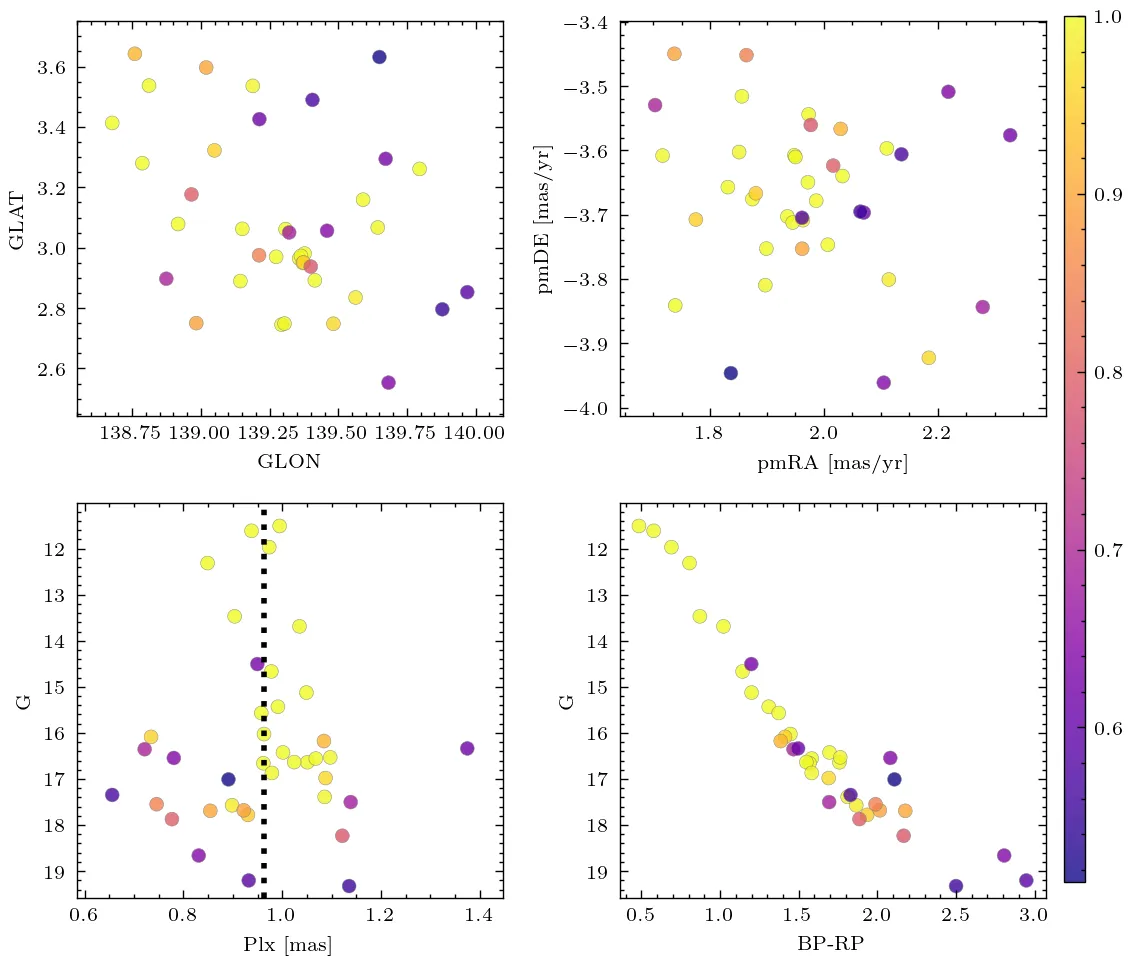 3.6
3.4
3.2
3.0
2.8
2.6
GLAT
138.75 139.00 139.25 139.50 139.75 140.00
GLON
−3.4
−3.5
−3.6
−3.7
−3.8
−3.9
−4.0
pmDE [mas/yr]
1.8 2.0 2.2
pmRA [mas/yr]
1.0
0.9
0.8
0.7
0.6
12
13
14
15
16
17
18
19
G
0.6 0.8 1.0 1.2 1.4
Plx [mas]
12
13
14
15
16
17
18
19
G
0.5 1.0 1.5 2.0 2.5 3.0
BP-RP